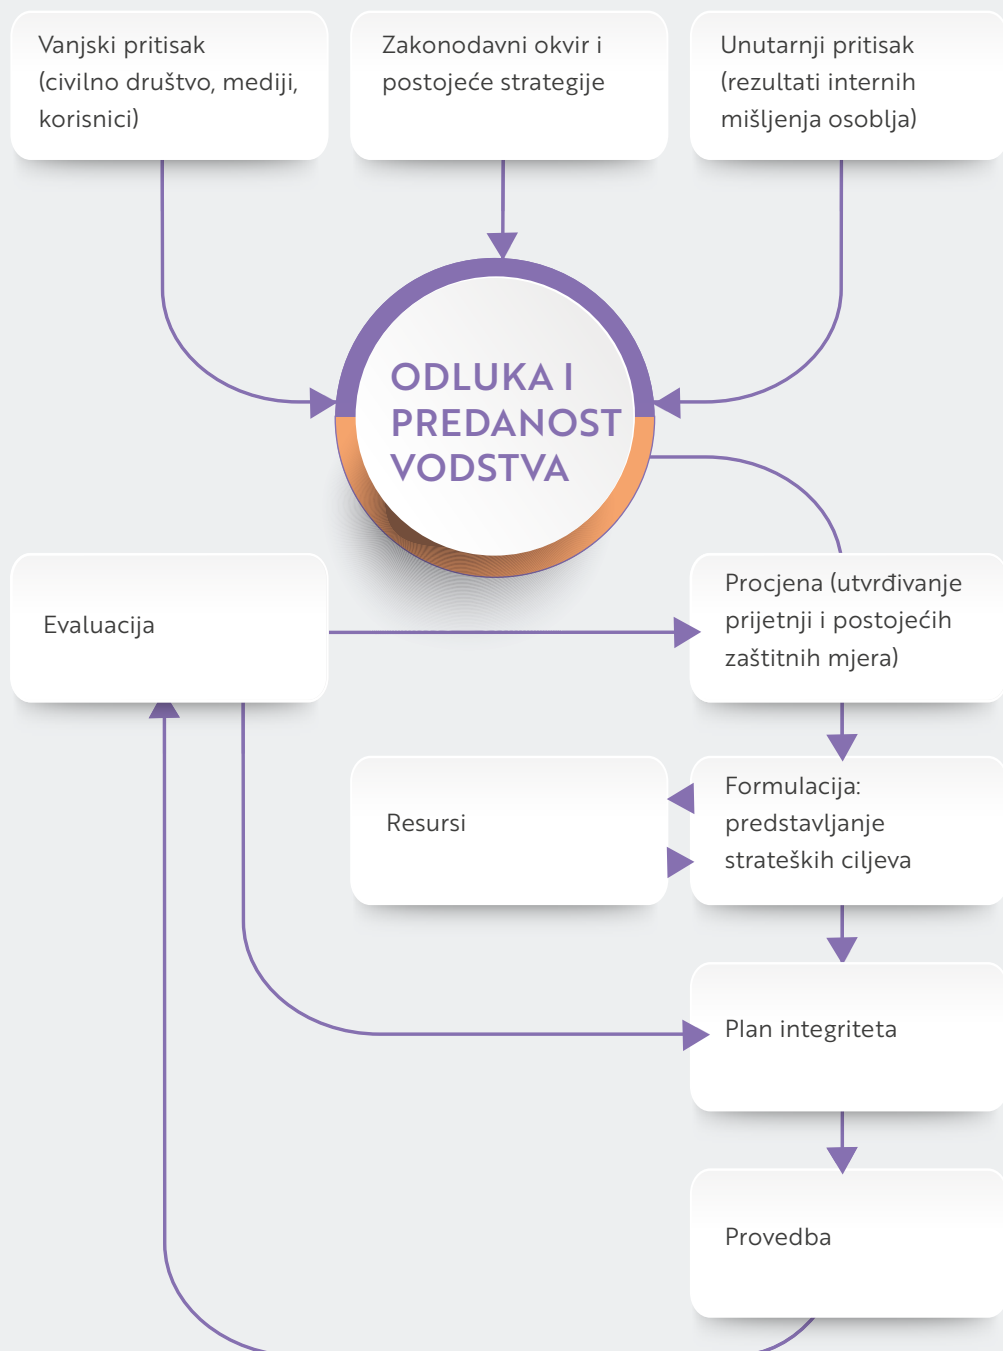 Vanjski pritisak
(civilno društvo, mediji,
korisnici)
Zakonodavni okvir i
postojeće strategije
Unutarnji pritisak
(rezultati internih
mišljenja osoblja)
ODLUKA I
PREDANOST
VODSTVA
Evaluacija
Procjena (utvrđivanje
prijetnji i postojećih
zaštitnih mjera)
Resursi
Formulacija:
predstavljanje
strateških ciljeva
Plan integriteta
Provedba